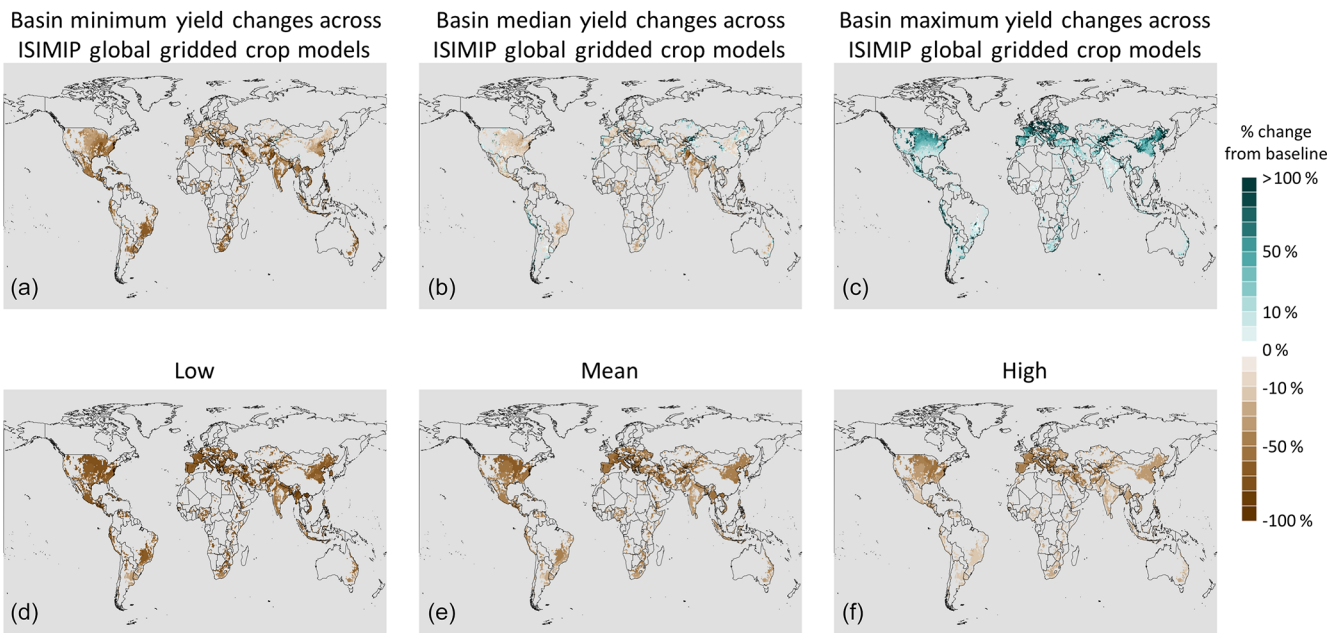 Basin minimum yield changes across
ISIMIP global gridded crop models
Basin median yield changes across
ISIMIP global gridded crop models
Basin maximum yield changes across
ISIMIP global gridded crop models
(a)
(b)
(c)
% change
from baseline
>100 %
50 %
10 %
0 %
-10 %
-50 %
-100 %
Low
Mean
High
(d)
(e)
(f)